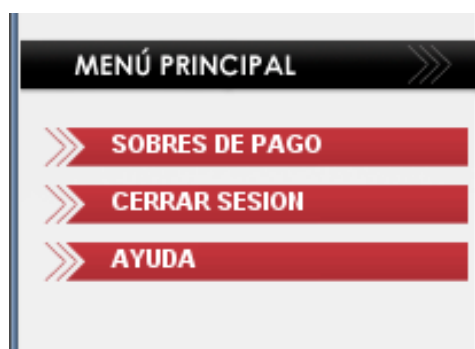 MENÚ PRINCIPAL
SOBRES DE PAGO
CERRAR SESION
AYUDA